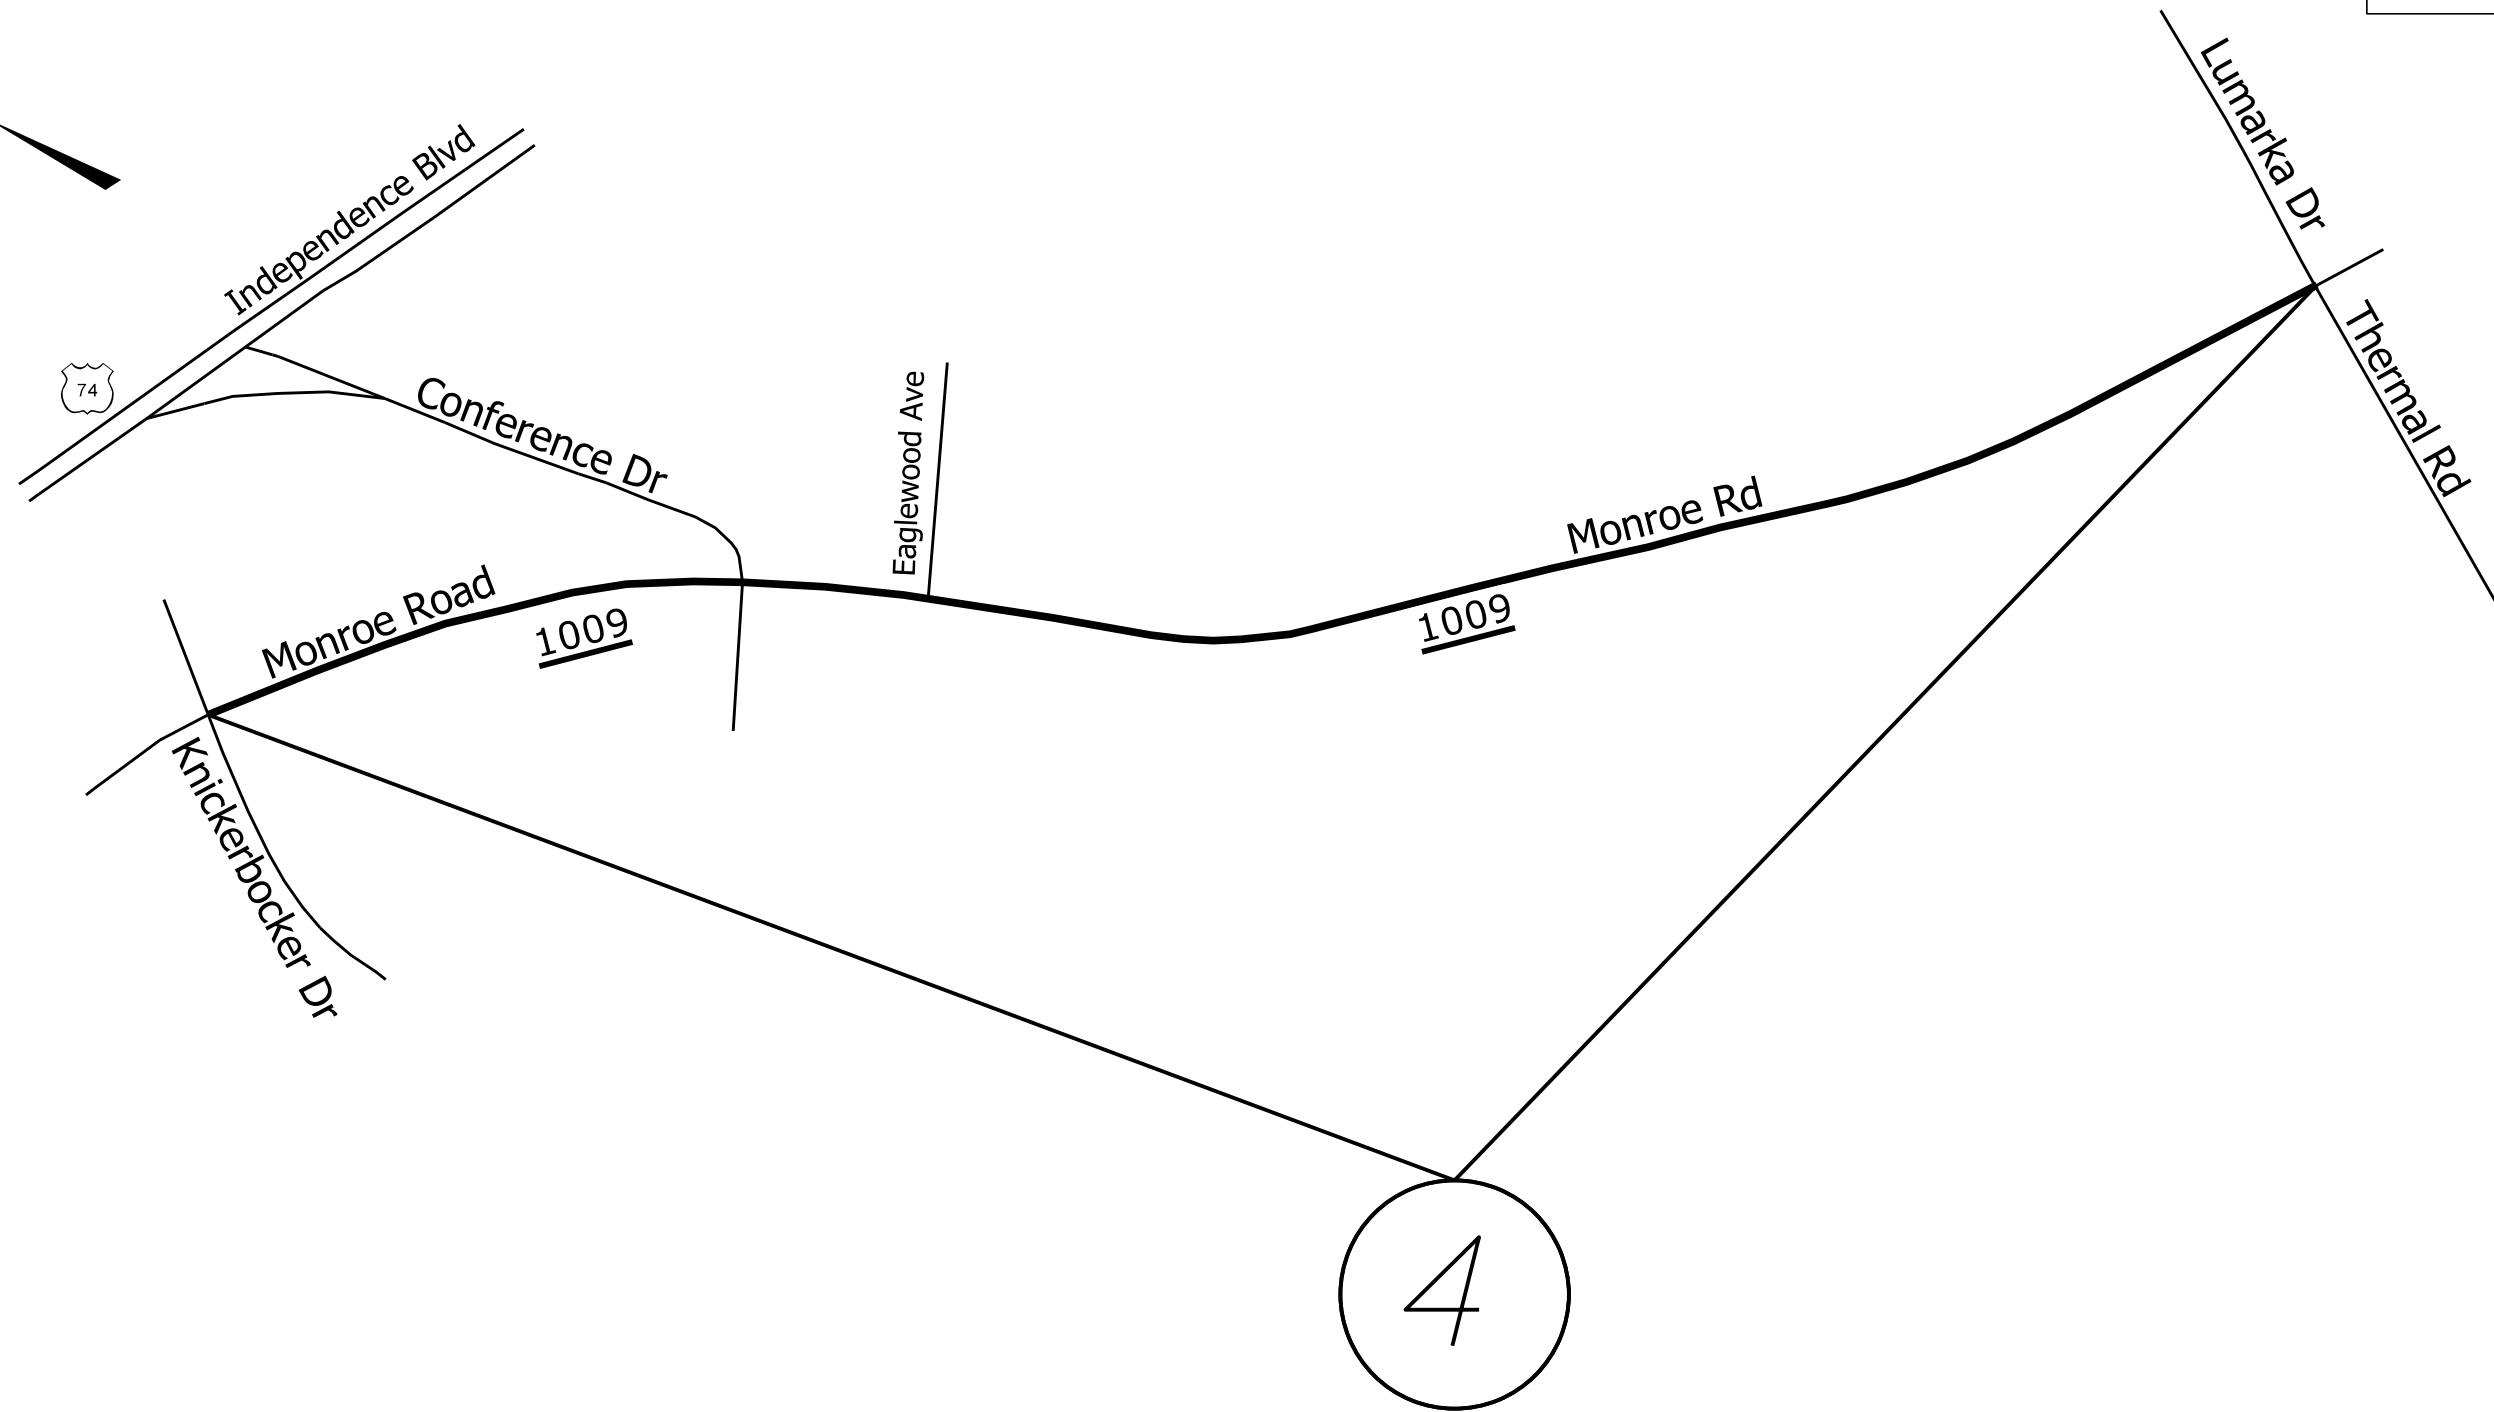 Lumarka Dr
Independence Blvd
74
Conference Dr
Eaglewood Ave
Thermal Rd
Monroe Rd
Monroe Road
1009
1009
Knickerbocker Dr
4